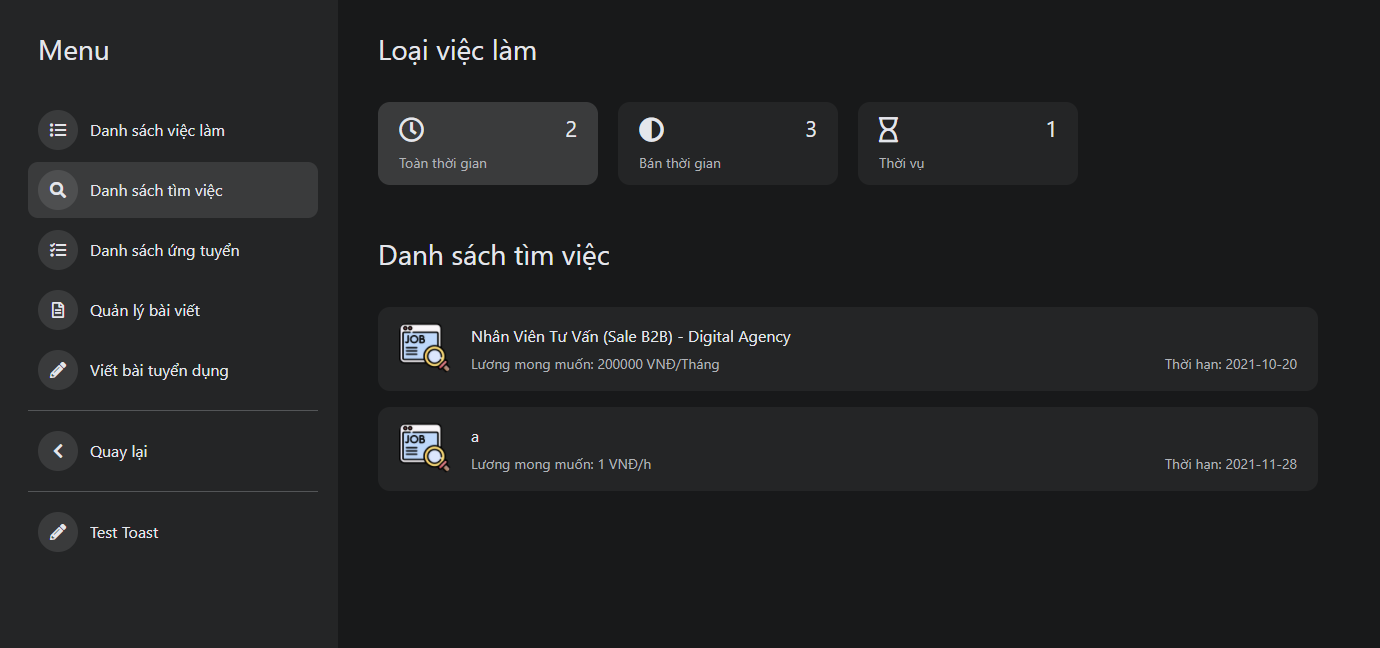 Menu
Danh sách việc làm
Danh sách tìm việc
Danh sách ứng tuyển
Quản lý bài viết
Viết bài tuyển dụng
Quay lại
Test Toast
Loại việc làm
2
Toàn thời gian
3
Bán thời gian
1
Thời vụ
Danh sách tìm việc
JOB
Nhân Viên Tư Vấn (Sale B2B) - Digital Agency
Lương mong muốn: 200000 VNĐ/Tháng
Thời hạn: 2021-10-20
JOB
a
Lương mong muốn: 1 VNĐ/h
Thời hạn: 2021-11-28